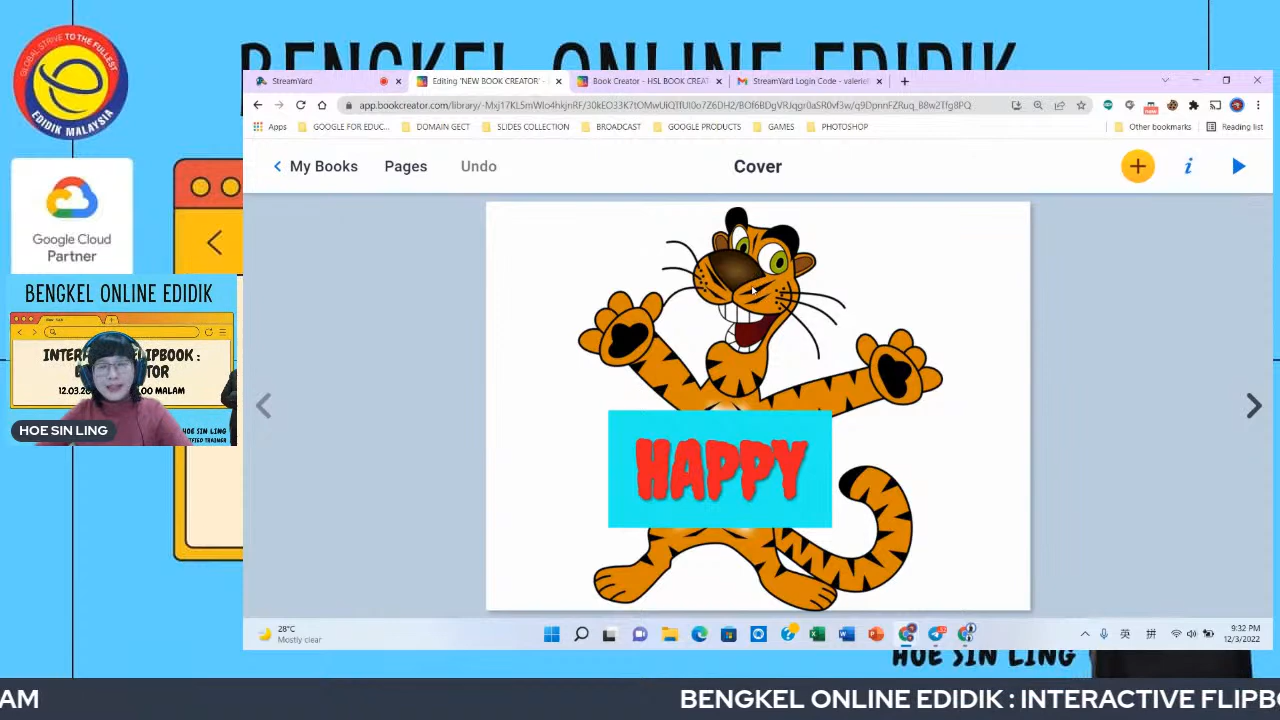 BENGKEL ONLINE EDIDIK
GLOBAL STRIVE TO THE FULLEST
EDIDIK MALAYSIA
Google Cloud
Partner
StreamYard
Editing 'NEW BOOK CREATOR' -
Book Creator - HSL BOOK CREAT
StreamYard Login Code - valeriet
Apps
GOOGLE FOR EDUC...
DOMAIN GECT
SLIDES COLLECTION
BROADCAST
GOOGLE PRODUCTS
GAMES
PHOTOSHOP
Other bookmarks
Reading list
My Books
Pages
Undo
Cover
HAPPY
BENGKEL ONLINE EDIDIK
HOE SIN LING
28°C
Mostly clear
英
拼
9:32 PM
12/3/2022
HOE SIN LING
AM
BENGKEL ONLINE EDIDIK : INTERACTIVE FLIPBO